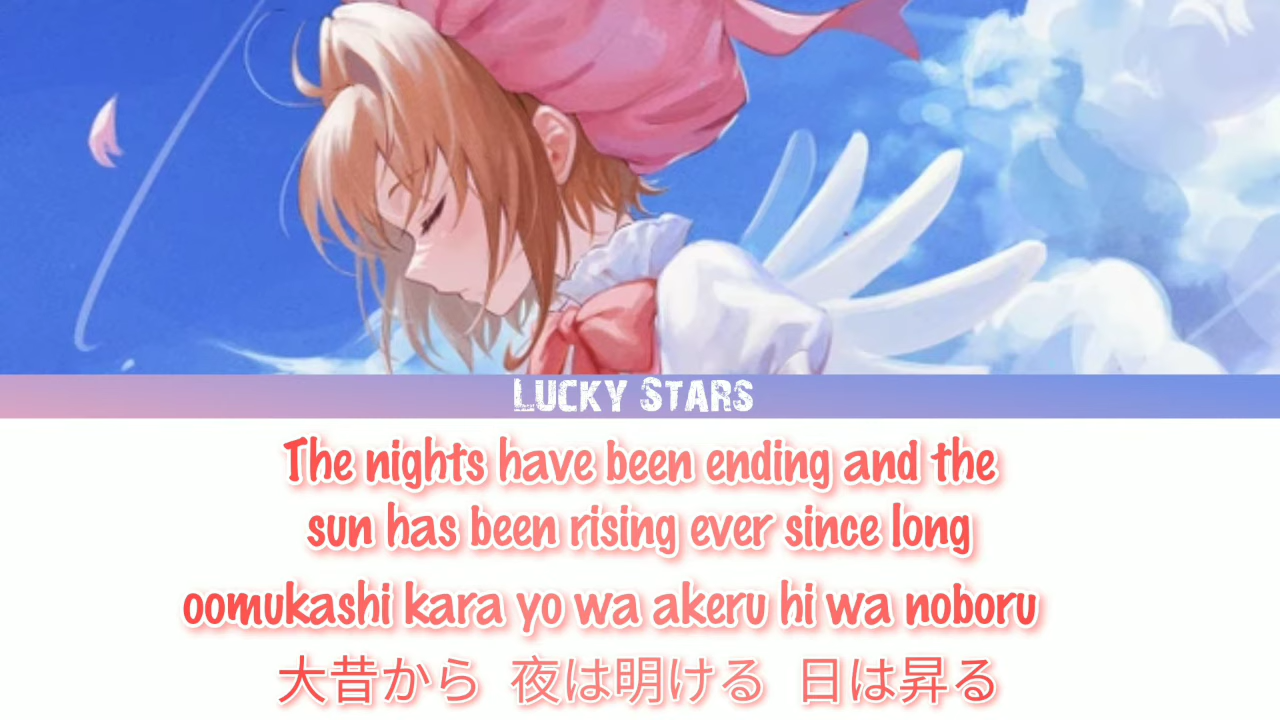 Lucky Stars
The nights have been ending and the
sun has been rising ever since long
oomukashi kara yo wa akeru hi wa noboru
大昔から 夜は明ける 日は昇る